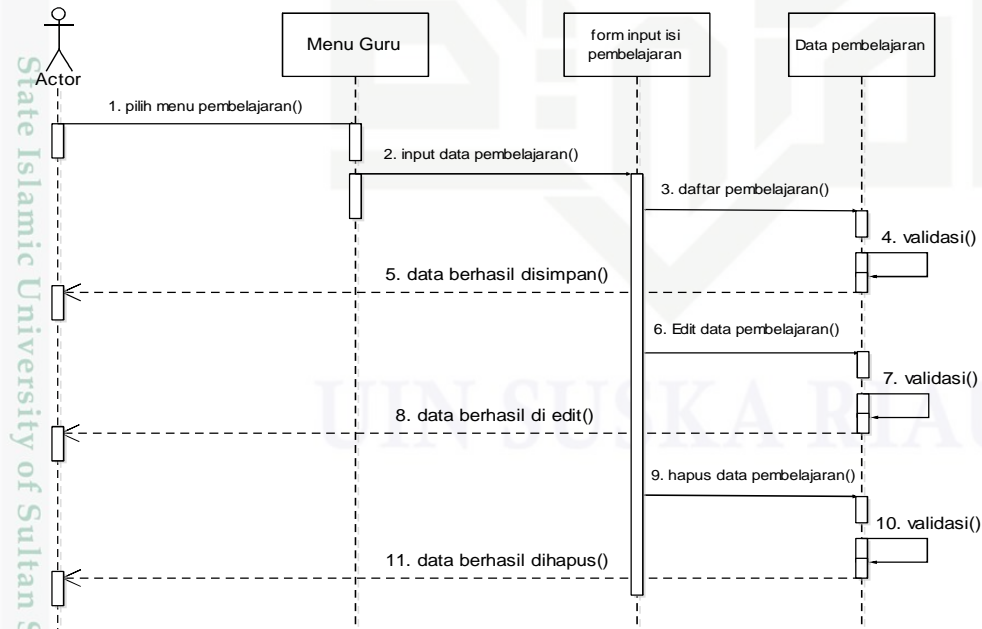 Actor
Menu Guru
form input isi
pembelajaran
Data pembelajaran
1. pilih menu pembelajaran()
2. input data pembelajaran()
3. daftar pembelajaran()
4. validasi()
5. data berhasil disimpan()
6. Edit data pembelajaran()
7. validasi()
8. data berhasil di edit()
9. hapus data pembelajaran()
10. validasi()
11. data berhasil dihapus()
State Islamic University of Sultan S
UIN SUSKA RIAU